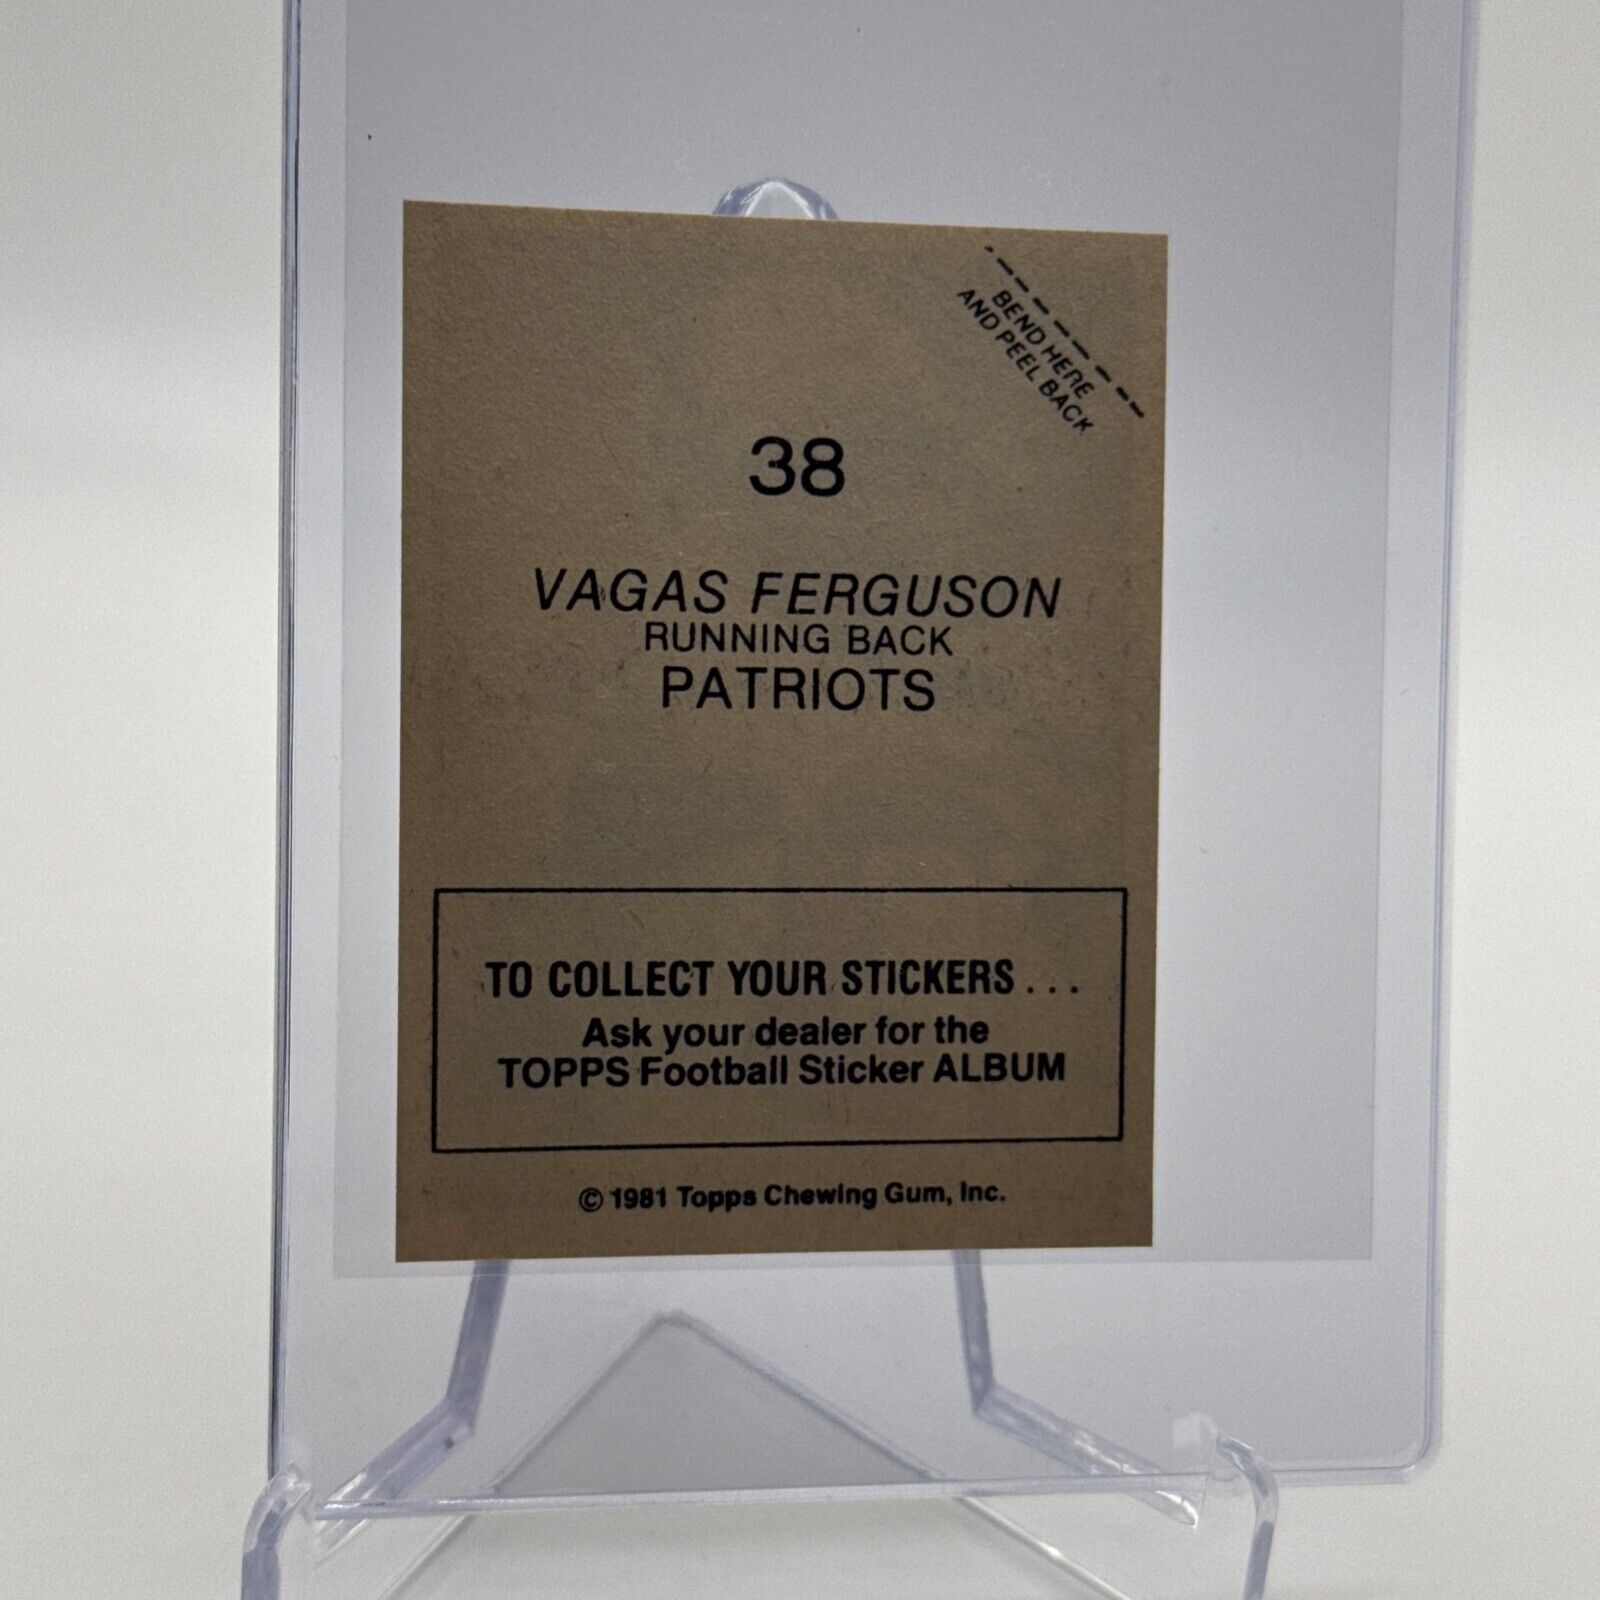 BEND HERE
AND PEEL BACK
38
VAGAS FERGUSON
RUNNING BACK
PATRIOTS
TO COLLECT YOUR STICKERS...
Ask your dealer for the
TOPPS Football Sticker ALBUM
© 1981 Topps Chewing Gum, Inc.